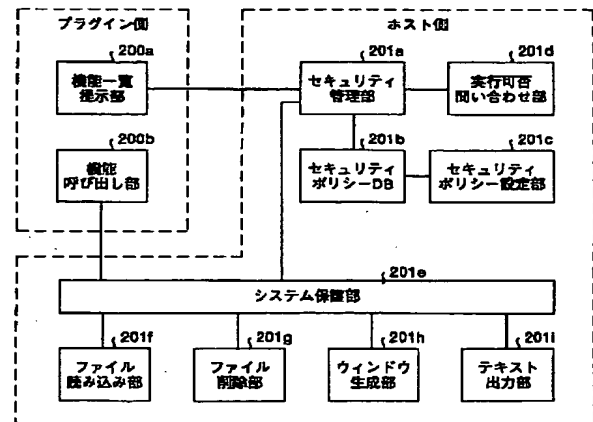 プラグイン側
ホスト側
200a
機能一覧
提示部
201a
セキュリティ
管理部
201d
実行可否
問い合わせ部
200b
機能
呼び出し部
201b
セキュリティ
ポリシーDB
201c
セキュリティ
ポリシー設定部
201e
システム保護部
201f
ファイル
読み込み部
201g
ファイル
削除部
201h
ウィンドウ
生成部
201i
テキスト
出力部